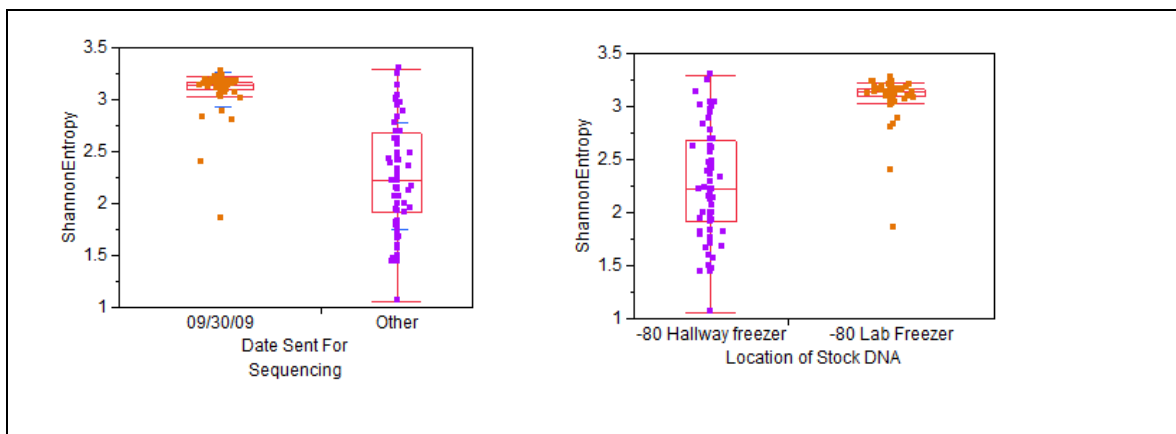 3.5
3
2.5
2
1.5
1
ShannonEntropy
09/30/09
Other
Date Sent For
Sequencing
3.5
3
2.5
2
1.5
1
ShannonEntropy
-80 Hallway freezer
-80 Lab Freezer
Location of Stock DNA